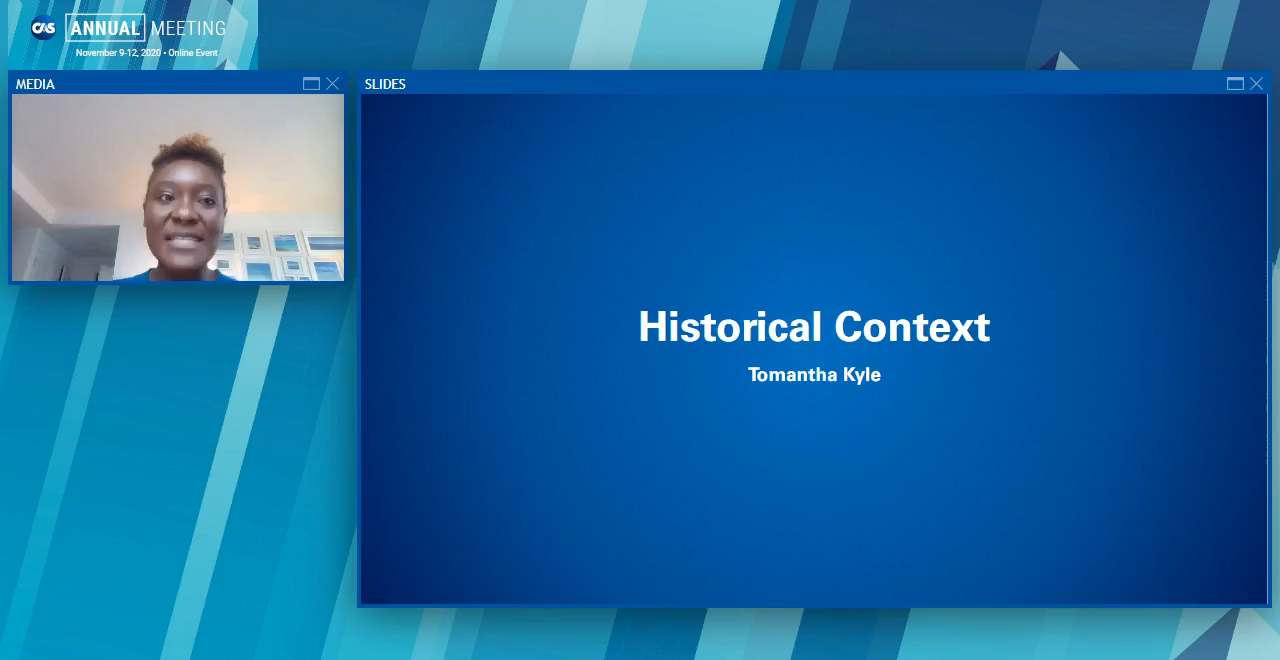 CAS ANNUAL MEETING
November 9-12, 2020 • Online Event
MEDIA
SLIDES
Historical Context
Tomantha Kyle